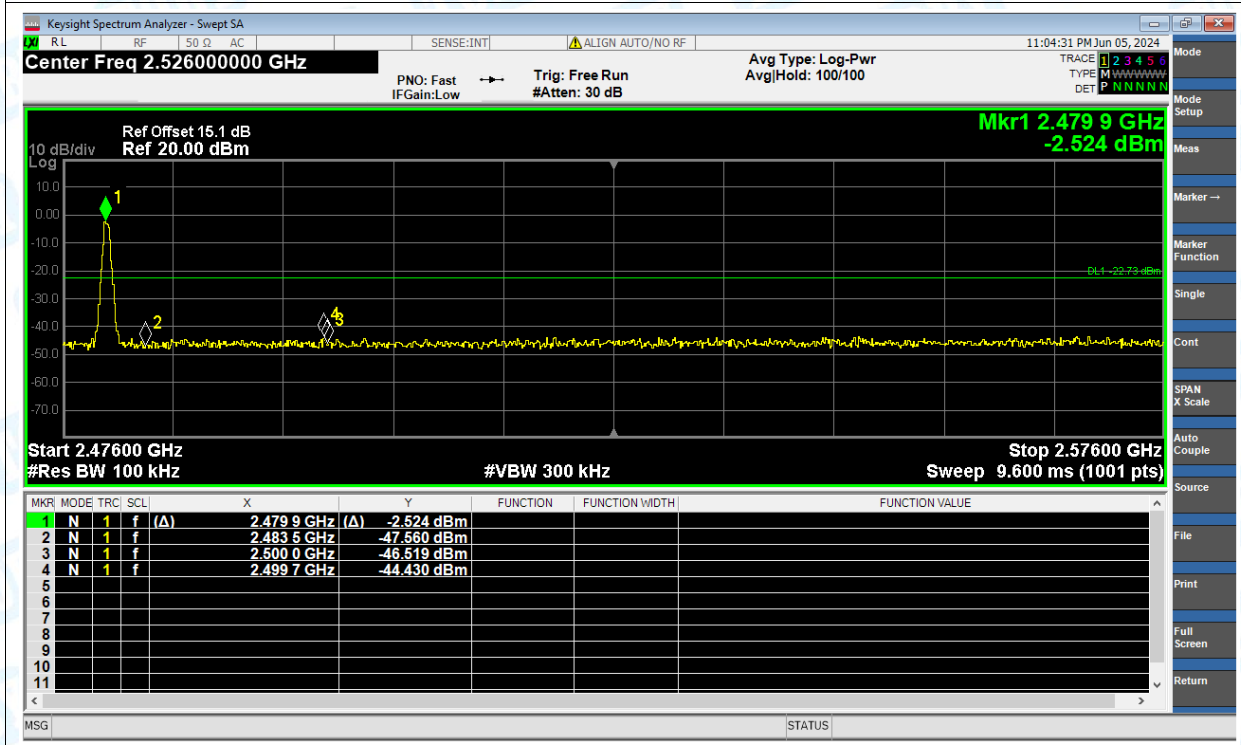 Keysight Spectrum Analyzer - Swept SA
LXI RL RF 50 Ω AC SENSE:INT ALIGN AUTO/NO RF 11:04:31 PM Jun 05, 2024
Center Freq 2.526000000 GHz
PNO: Fast
IFGain:Low
Trig: Free Run
#Atten: 30 dB
Avg Type: Log-Pwr
Avg|Hold: 100/100
TRACE 1 2 3 4 5 6
TYPE M WWWWW
DET P N N N N N
Mkr1 2.479 9 GHz
-2.524 dBm
Ref Offset 15.1 dB
10 dB/div Ref 20.00 dBm
Log
10.0
0.00
-10.0
-20.0
-30.0
-40.0
-50.0
-60.0
-70.0
1
2
4
3
DL1 -22.73 dBm
Start 2.47600 GHz Stop 2.57600 GHz
#Res BW 100 kHz #VBW 300 kHz Sweep 9.600 ms (1001 pts)
MKR MODE TRC SCL X Y FUNCTION FUNCTION WIDTH FUNCTION VALUE
1 N 1 f (Δ) 2.479 9 GHz (Δ) -2.524 dBm
2 N 1 f 2.483 5 GHz -47.560 dBm
3 N 1 f 2.500 0 GHz -46.519 dBm
4 N 1 f 2.499 7 GHz -44.430 dBm
5
6
7
8
9
10
11
MSG STATUS
Mode
Mode
Setup
Meas
Marker →
Marker
Function
Single
Cont
SPAN
X Scale
Auto
Couple
Source
File
Print
Full
Screen
Return